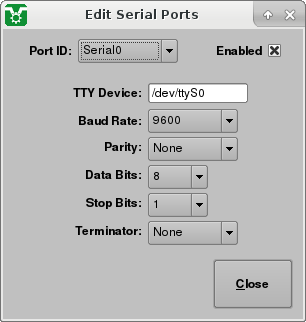 Edit Serial Ports
Port ID: Serial0 Enabled
TTY Device: /dev/ttyS0
Baud Rate: 9600
Parity: None
Data Bits: 8
Stop Bits: 1
Terminator: None
Close